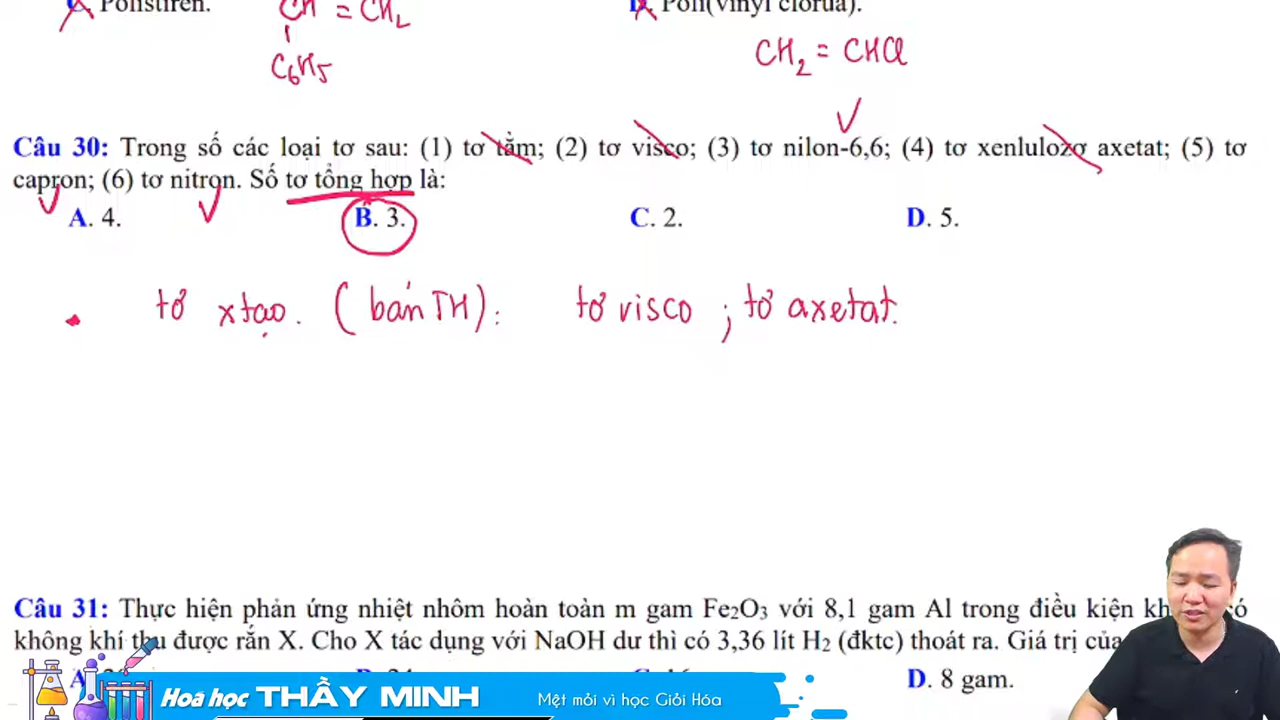 Polistiren. Poli(vinyl clorua).
CH = CH2
C6H5
CH2 = CHCl
Câu 30: Trong số các loại tơ sau: (1) tơ tằm; (2) tơ visco; (3) tơ nilon-6,6; (4) tơ xenlulozơ axetat; (5) tơ
capron; (6) tơ nitron. Số tơ tổng hợp là:
A. 4. B. 3. C. 2. D. 5.
tơ x tạo. (bán TH): tơ visco ; tơ axetat.
Câu 31: Thực hiện phản ứng nhiệt nhôm hoàn toàn m gam Fe2O3 với 8,1 gam Al trong điều kiện
không khí thu được rắn X. Cho X tác dụng với NaOH dư thì có 3,36 lít H2 (đktc) thoát ra. Giá trị
D. 8 gam.
Hoá học THẦY MINH Mệt mỏi vì học Giỏi Hóa